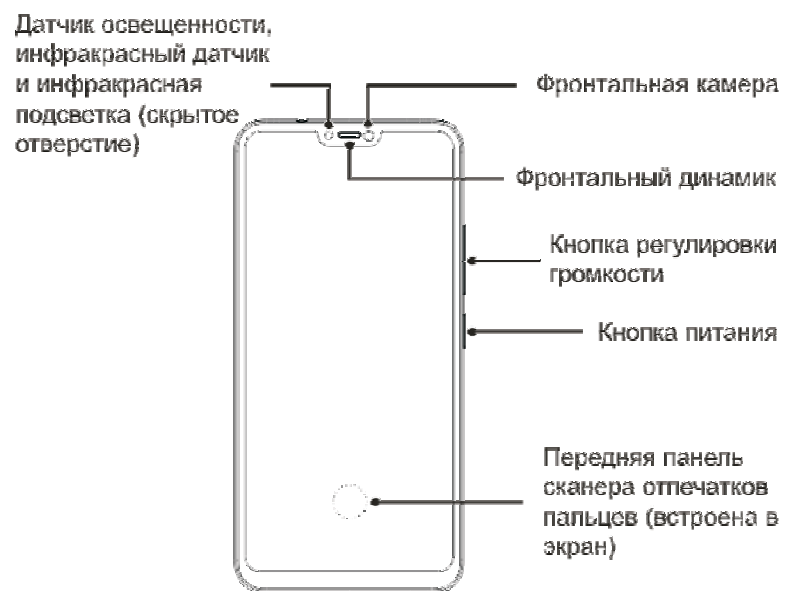 Датчик освещенности,
инфракрасный датчик
и инфракрасная
подсветка (скрытое
отверстие)
Фронтальная камера
Фронтальный динамик
Кнопка регулировки
громкости
Кнопка питания
Передняя панель
сканера отпечатков
пальцев (встроена в
экран)